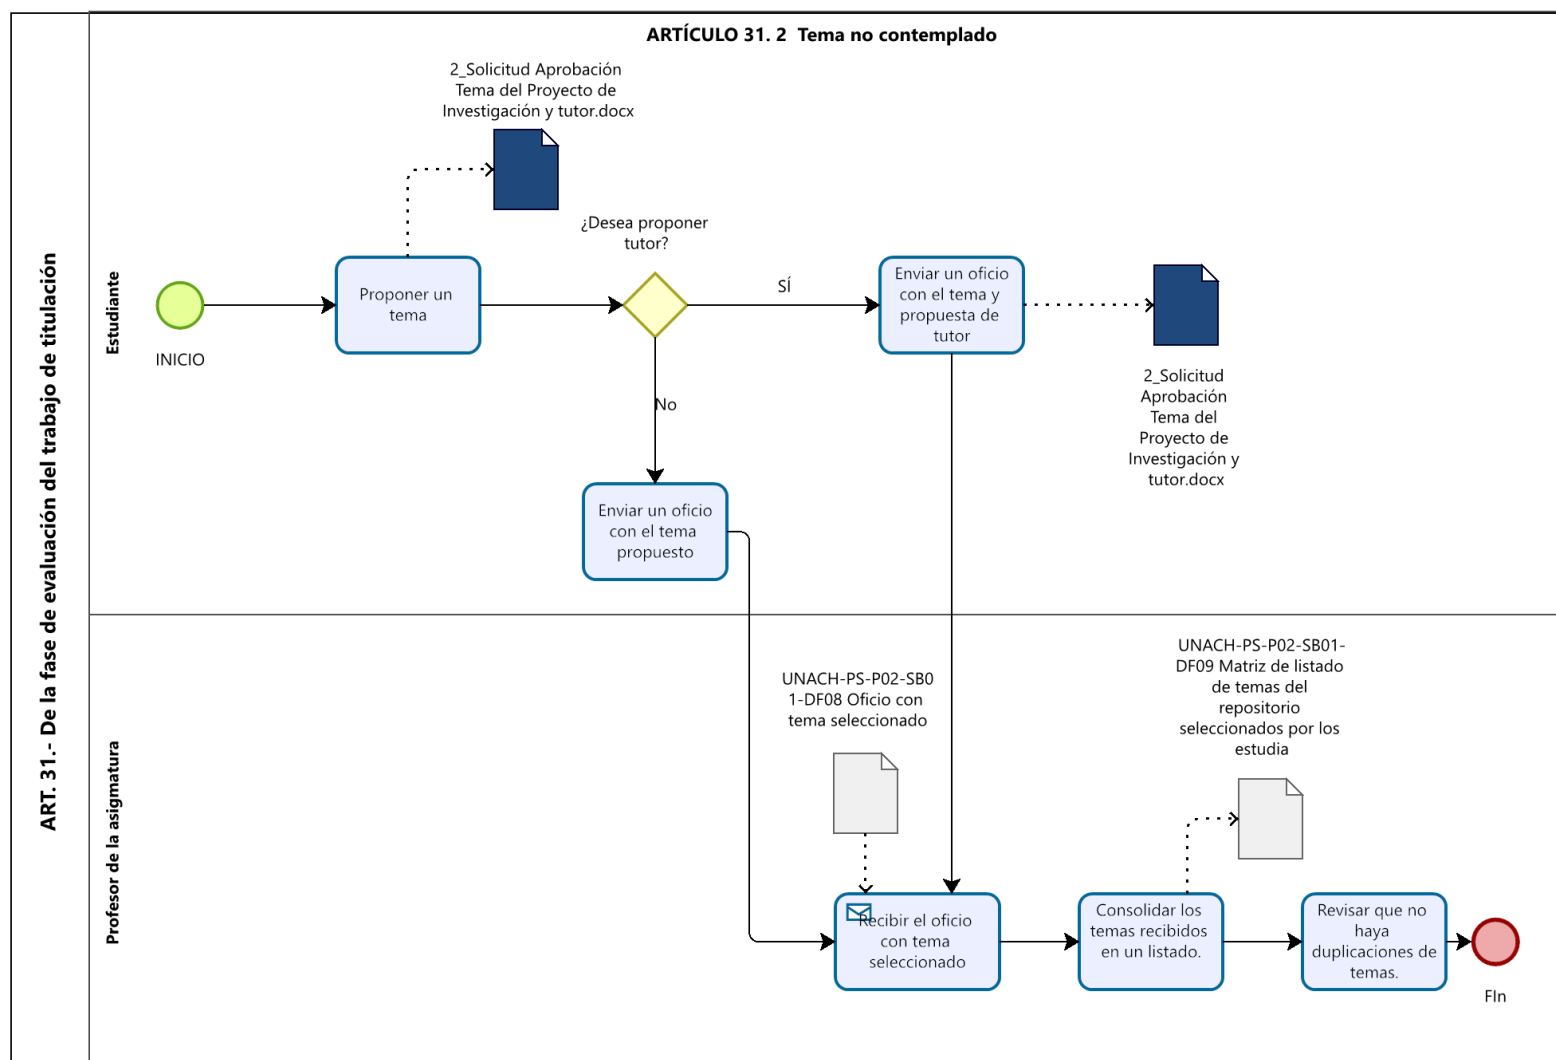 ARTÍCULO 31. 2  Tema no contemplado
2_Solicitud Aprobación
Tema del Proyecto de
Investigación y tutor.docx
¿Desea proponer
tutor?
ART. 31.- De la fase de evaluación del trabajo de titulación
Estudiante
INICIO
Proponer un
tema
SÍ
Enviar un oficio
con el tema y
propuesta de
tutor
2_Solicitud
Aprobación
Tema del
Proyecto de
Investigación y
tutor.docx
No
Enviar un oficio
con el tema
propuesto
Profesor de la asigmatura
UNACH-PS-P02-SB0
1-DF08 Oficio con
tema seleccionado
UNACH-PS-P02-SB01-
DF09 Matriz de listado
de temas del
repositorio
seleccionados por los
estudia
Recibir el oficio
con tema
seleccionado
Consolidar los
temas recibidos
en un listado.
Revisar que no
haya
duplicaciones de
temas.
FIn